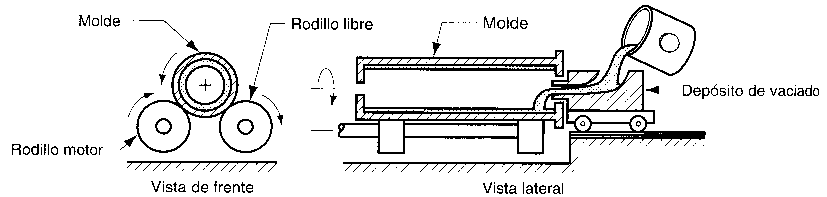 Molde
Rodillo libre
Molde
Depósito de vaciado
Rodillo motor
Vista de frente
Vista lateral